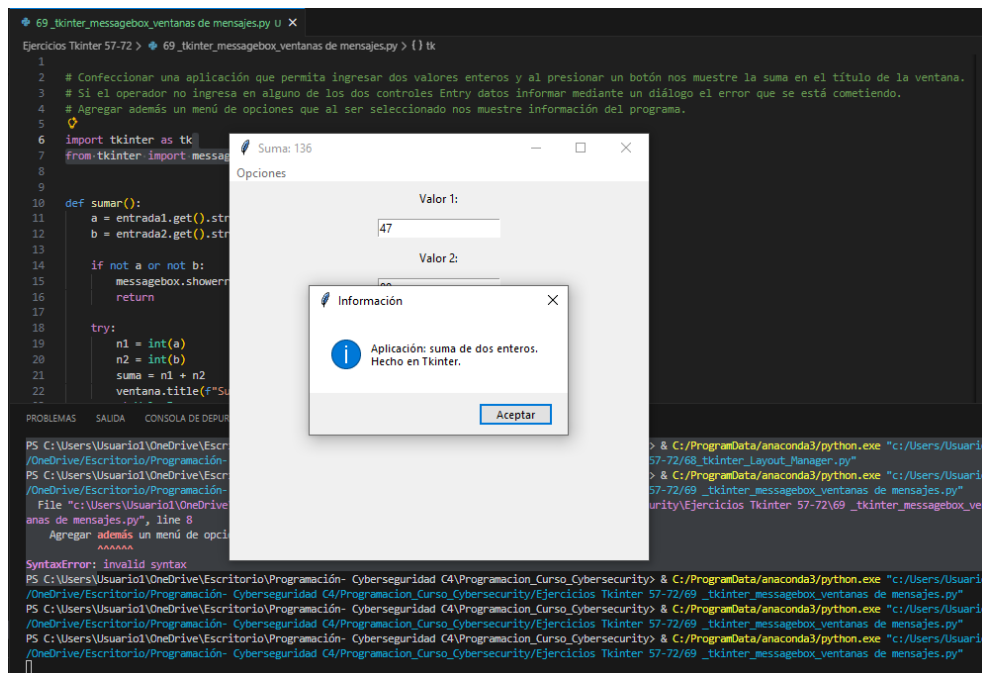 69 _tkinter_messagebox_ventanas de mensajes.py U X
Ejercicios Tkinter 57-72 > 69 _tkinter_messagebox_ventanas de mensajes.py > {} tk
1
2 # Confeccionar una aplicación que permita ingresar dos valores enteros y al presionar un botón nos muestre la suma en el título de la ventana.
3 # Si el operador no ingresa en alguno de los dos controles Entry datos informar mediante un diálogo el error que se está cometiendo.
4 # Agregar además un menú de opciones que al ser seleccionado nos muestre información del programa.
5
6 import tkinter as tk
7 from tkinter import messag
8
9
10 def sumar():
11 a = entrada1.get().str
12 b = entrada2.get().str
13
14 if not a or not b:
15 messagebox.showerr
16 return
17
18 try:
19 n1 = int(a)
20 n2 = int(b)
21 suma = n1 + n2
22 ventana.title(f"Su
Suma: 136
Opciones
Valor 1:
47
Valor 2:
Información
Aplicación: suma de dos enteros.
Hecho en Tkinter.
Aceptar
PROBLEMAS SALIDA CONSOLA DE DEPUR
PS C:\Users\Usuario1\OneDrive\Escr > & C:/ProgramData/anaconda3/python.exe "c:/Users/Usuari
/OneDrive/Escritorio/Programación- 57-72/68_tkinter_Layout_Manager.py"
PS C:\Users\Usuario1\OneDrive\Escr > & C:/ProgramData/anaconda3/python.exe "c:/Users/Usuari
/OneDrive/Escritorio/Programación- 57-72/69 _tkinter_messagebox_ventanas de mensajes.py"
File "c:\Users\Usuario1\OneDrive urity\Ejercicios Tkinter 57-72\69 _tkinter_messagebox_ve
anas de mensajes.py", line 8
Agregar además un menú de opci
^^^^^^
SyntaxError: invalid syntax
PS C:\Users\Usuario1\OneDrive\Escritorio\Programación- Cyberseguridad C4\Programacion_Curso_Cybersecurity> & C:/ProgramData/anaconda3/python.exe "c:/Users/Usuari
/OneDrive/Escritorio/Programación- Cyberseguridad C4/Programacion_Curso_Cybersecurity/Ejercicios Tkinter 57-72/69 _tkinter_messagebox_ventanas de mensajes.py"
PS C:\Users\Usuario1\OneDrive\Escritorio\Programación- Cyberseguridad C4\Programacion_Curso_Cybersecurity> & C:/ProgramData/anaconda3/python.exe "c:/Users/Usuari
/OneDrive/Escritorio/Programación- Cyberseguridad C4/Programacion_Curso_Cybersecurity/Ejercicios Tkinter 57-72/69 _tkinter_messagebox_ventanas de mensajes.py"
PS C:\Users\Usuario1\OneDrive\Escritorio\Programación- Cyberseguridad C4\Programacion_Curso_Cybersecurity> & C:/ProgramData/anaconda3/python.exe "c:/Users/Usuari
/OneDrive/Escritorio/Programación- Cyberseguridad C4/Programacion_Curso_Cybersecurity/Ejercicios Tkinter 57-72/69 _tkinter_messagebox_ventanas de mensajes.py"